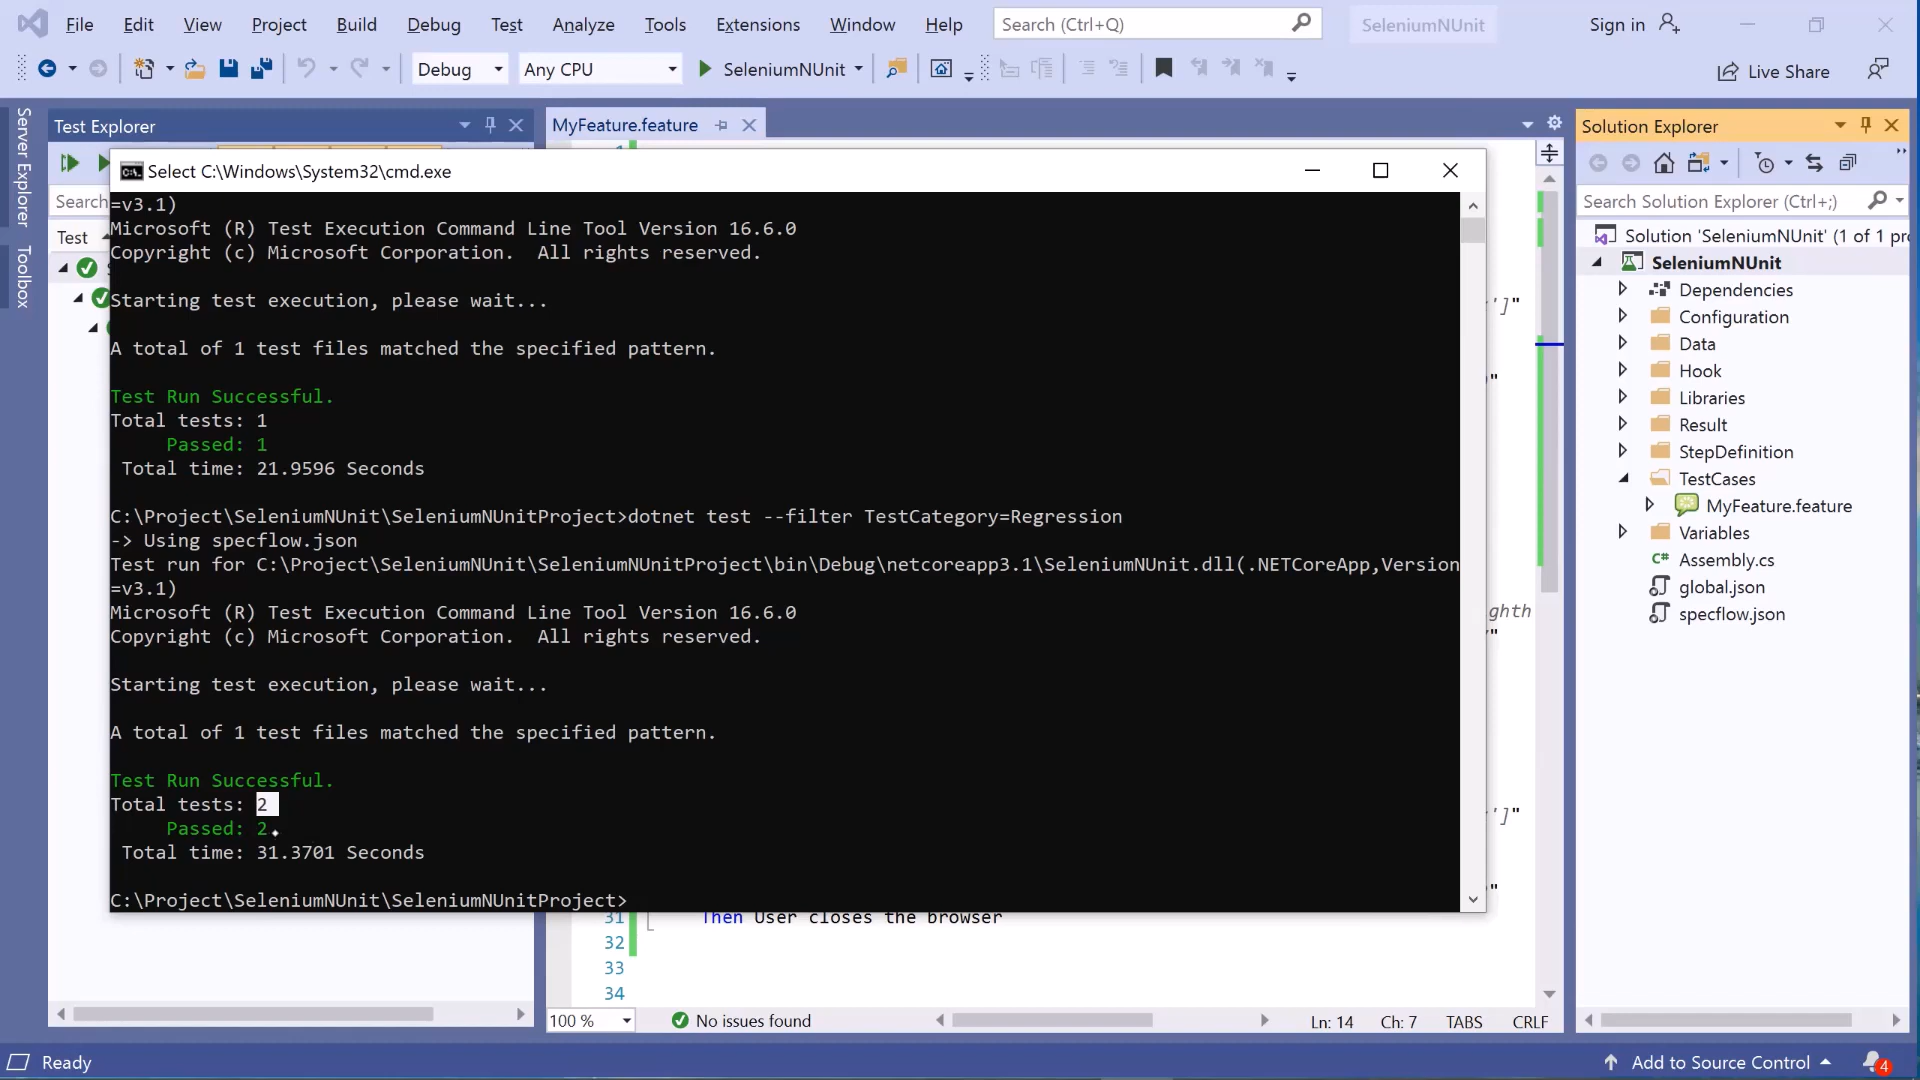 File Edit View Project Build Debug Test Analyze Tools Extensions Window Help Search (Ctrl+Q) SeleniumNUnit Sign in
Debug Any CPU SeleniumNUnit Live Share
Server Explorer
Toolbox
Test Explorer
Search
Test
MyFeature.feature
Select C:\Windows\System32\cmd.exe
=v3.1)
Microsoft (R) Test Execution Command Line Tool Version 16.6.0
Copyright (c) Microsoft Corporation.  All rights reserved.
Starting test execution, please wait...
A total of 1 test files matched the specified pattern.
Test Run Successful.
Total tests: 1
Passed: 1
Total time: 21.9596 Seconds
C:\Project\SeleniumNUnit\SeleniumNUnitProject>dotnet test --filter TestCategory=Regression
-> Using specflow.json
Test run for C:\Project\SeleniumNUnit\SeleniumNUnitProject\bin\Debug\netcoreapp3.1\SeleniumNUnit.dll(.NETCoreApp,Version
=v3.1)
Microsoft (R) Test Execution Command Line Tool Version 16.6.0
Copyright (c) Microsoft Corporation.  All rights reserved.
Starting test execution, please wait...
A total of 1 test files matched the specified pattern.
Test Run Successful.
Total tests: 2
Passed: 2
Total time: 31.3701 Seconds
C:\Project\SeleniumNUnit\SeleniumNUnitProject>
']"
"
ghth
"
']"
"
31 Then User closes the browser
32
33
34
100 % No issues found Ln: 14 Ch: 7 TABS CRLF
Solution Explorer
Search Solution Explorer (Ctrl+;)
Solution 'SeleniumNUnit' (1 of 1 pr
SeleniumNUnit
Dependencies
Configuration
Data
Hook
Libraries
Result
StepDefinition
TestCases
MyFeature.feature
Variables
Assembly.cs
global.json
specflow.json
Ready Add to Source Control 4